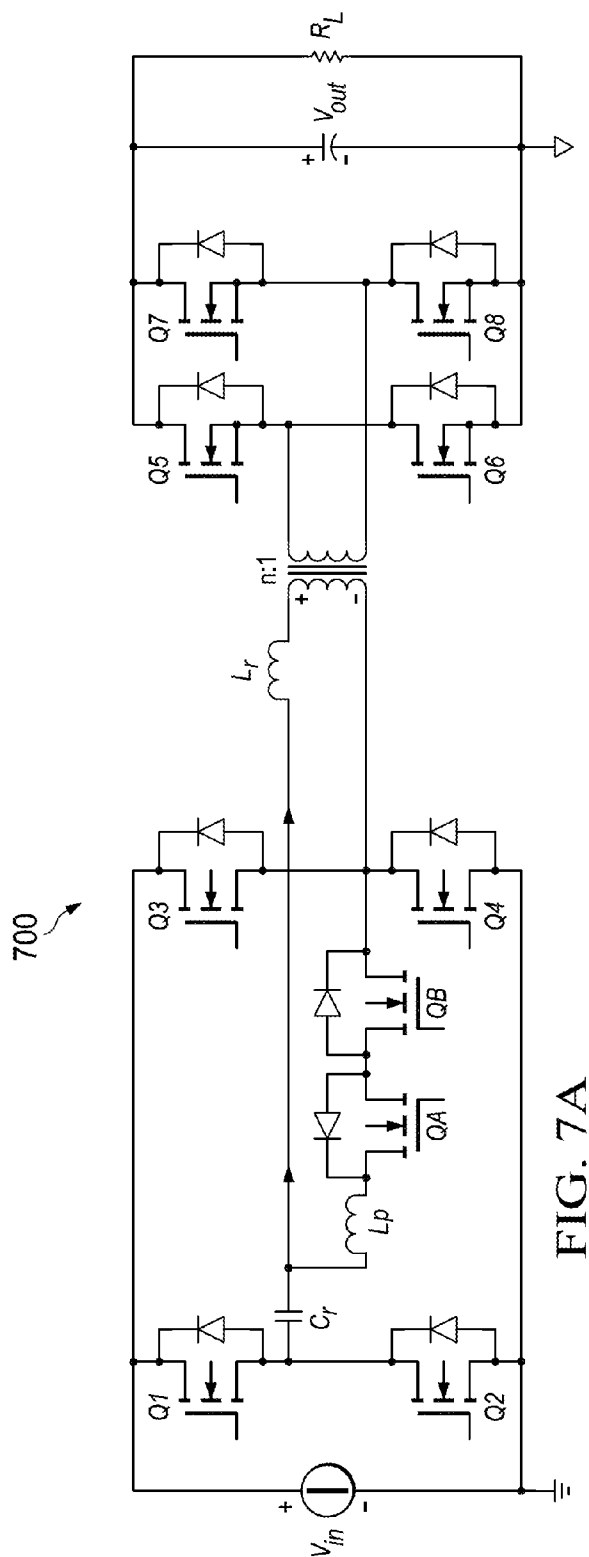 700
V_in
+
-
Q1
Q2
C_r
Lp
QA
QB
Q3
Q4
L_r
n:1
+
-
Q5
Q6
Q7
Q8
+
-
V_out
R_L
FIG. 7A